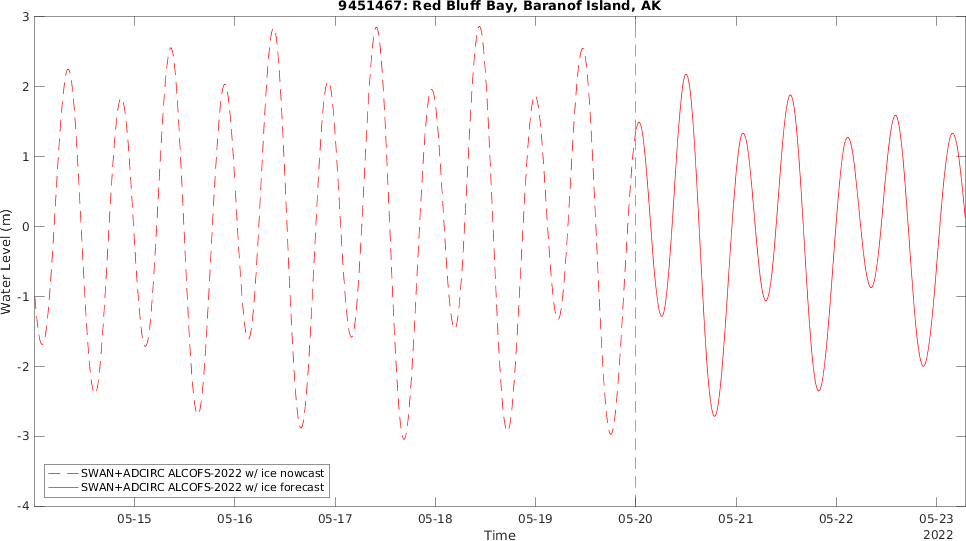 9451467: Red Bluff Bay, Baranof Island, AK
3
2
1
0
-1
-2
-3
-4
Water Level (m)
SWAN+ADCIRC ALCOFS-2022 w/ ice nowcast
SWAN+ADCIRC ALCOFS-2022 w/ ice forecast
05-15 05-16 05-17 05-18 05-19 05-20 05-21 05-22 05-23
Time 2022